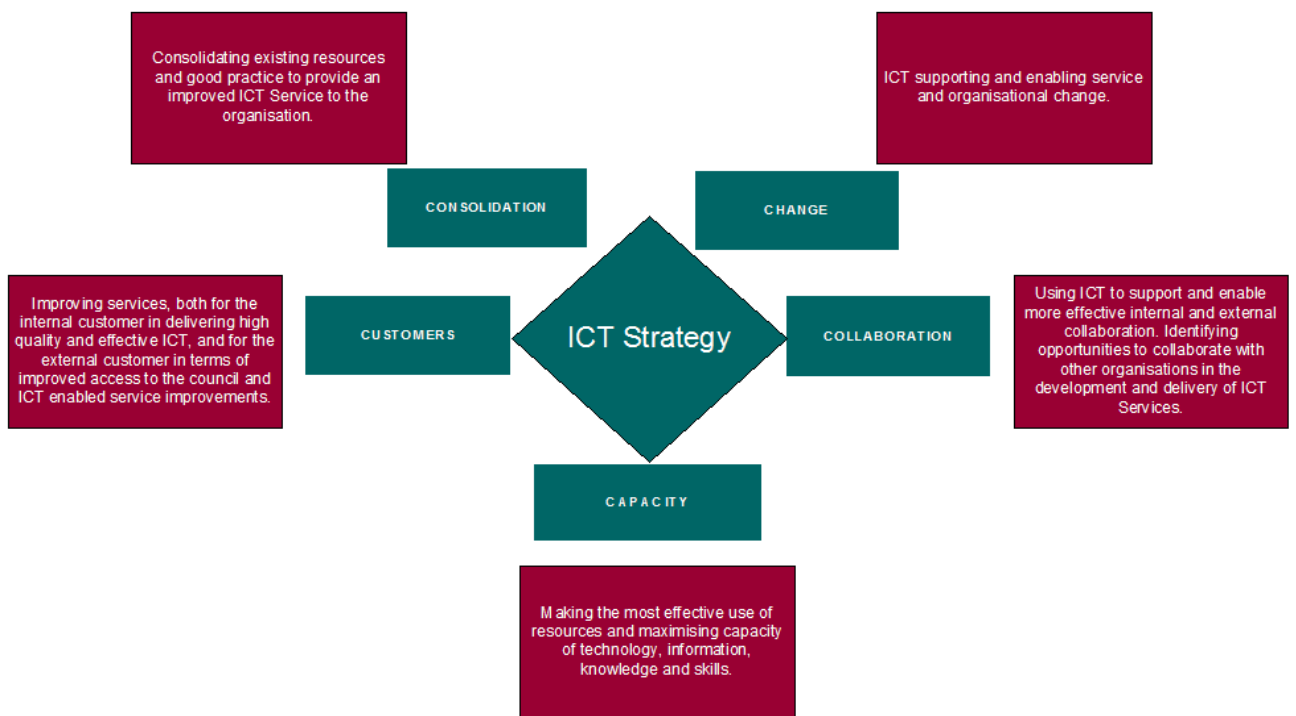 Consolidating existing resources
and good practice to provide an
improved ICT Service to the
organisation.
ICT supporting and enabling service
and organisational change.
CONSOLIDATION
CHANGE
Improving services, both for the
internal customer in delivering high
quality and effective ICT, and for the
external customer in terms of
improved access to the council and
ICT enabled service improvements.
CUSTOMERS
ICT Strategy
COLLABORATION
Using ICT to support and enable
more effective internal and external
collaboration. Identifying
opportunities to collaborate with
other organisations in the
development and delivery of ICT
Services.
CAPACITY
Making the most effective use of
resources and maximising capacity
of technology, information,
knowledge and skills.